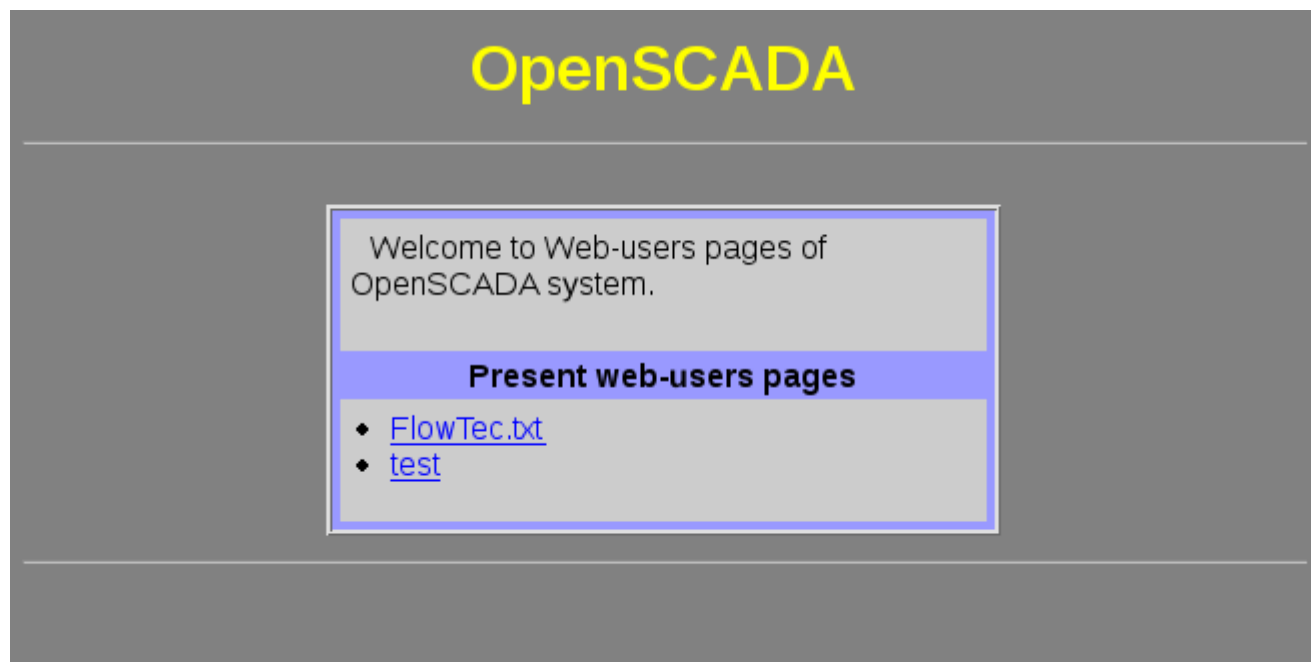 OpenSCADA
Welcome to Web-users pages of
OpenSCADA system.
Present web-users pages
FlowTec.txt
test